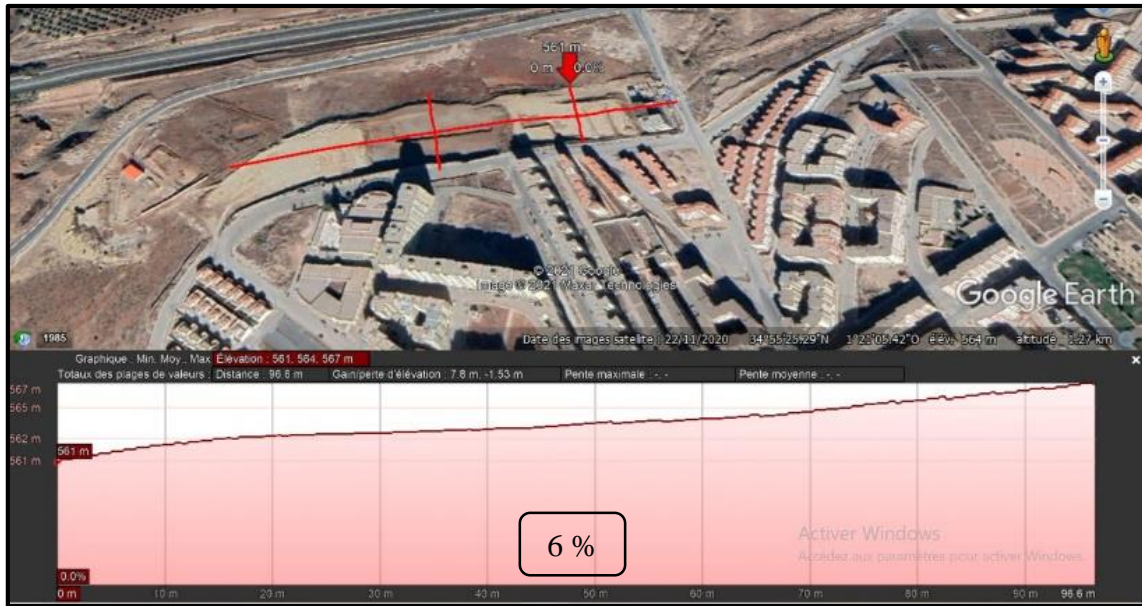 561 m
0 m 0.0%
© 2021 Google
Image © 2021 Maxar Technologies
Google Earth
1985
Date des images satellite : 22/11/2020 34°55'25.29"N 1°21'05.42"O élév. 564 m altitude 1.27 km
Graphique : Min, Moy., Max Élévation : 561, 564, 567 m
Totaux des plages de valeurs : Distance : 96.6 m Gain/perte d'élévation : 7.8 m, -1.53 m Pente maximale : -, - Pente moyenne : -, -
567 m
565 m
562 m
561 m
561 m
6 %
Activer Windows
Accédez aux paramètres pour activer Windows.
0.0%
0 m 10 m 20 m 30 m 40 m 50 m 60 m 70 m 80 m 90 m 96.6 m